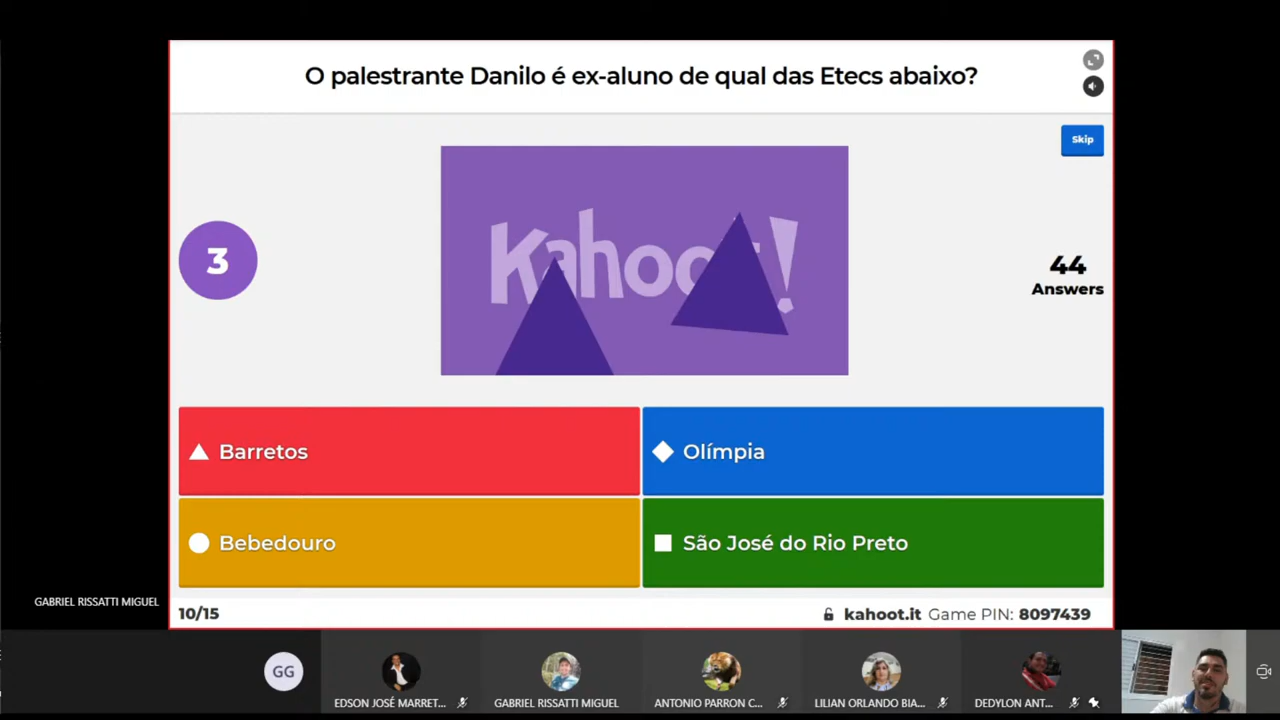 O palestrante Danilo é ex-aluno de qual das Etecs abaixo?
Skip
3
Kahoot!
44
Answers
Barretos
Olímpia
Bebedouro
São José do Rio Preto
GABRIEL RISSATTI MIGUEL
10/15
kahoot.it Game PIN: 8097439
GG
EDSON JOSÉ MARRET...
GABRIEL RISSATTI MIGUEL
ANTONIO PARRON C...
LILIAN ORLANDO BIA...
DEDYLON ANT...